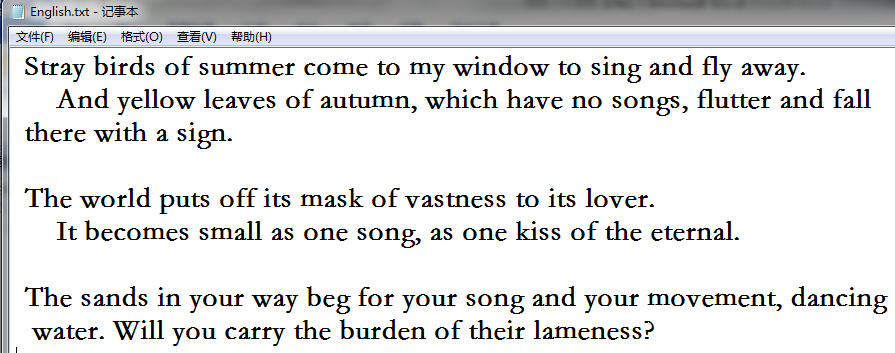 English.txt - 记事本
文件(F) 编辑(E) 格式(O) 查看(V) 帮助(H)
Stray birds of summer come to my window to sing and fly away.
And yellow leaves of autumn, which have no songs, flutter and fall
there with a sign.
The world puts off its mask of vastness to its lover.
It becomes small as one song, as one kiss of the eternal.
The sands in your way beg for your song and your movement, dancing
water. Will you carry the burden of their lameness?